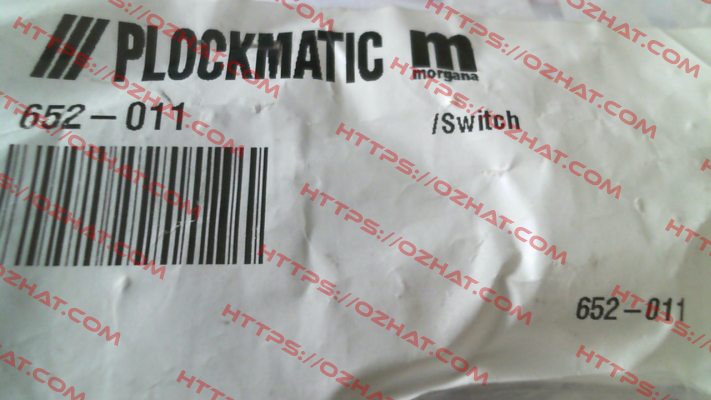 PLOCKMATIC m morgana
652-011 /Switch
652-011
HTTPS://OZHAT.COM